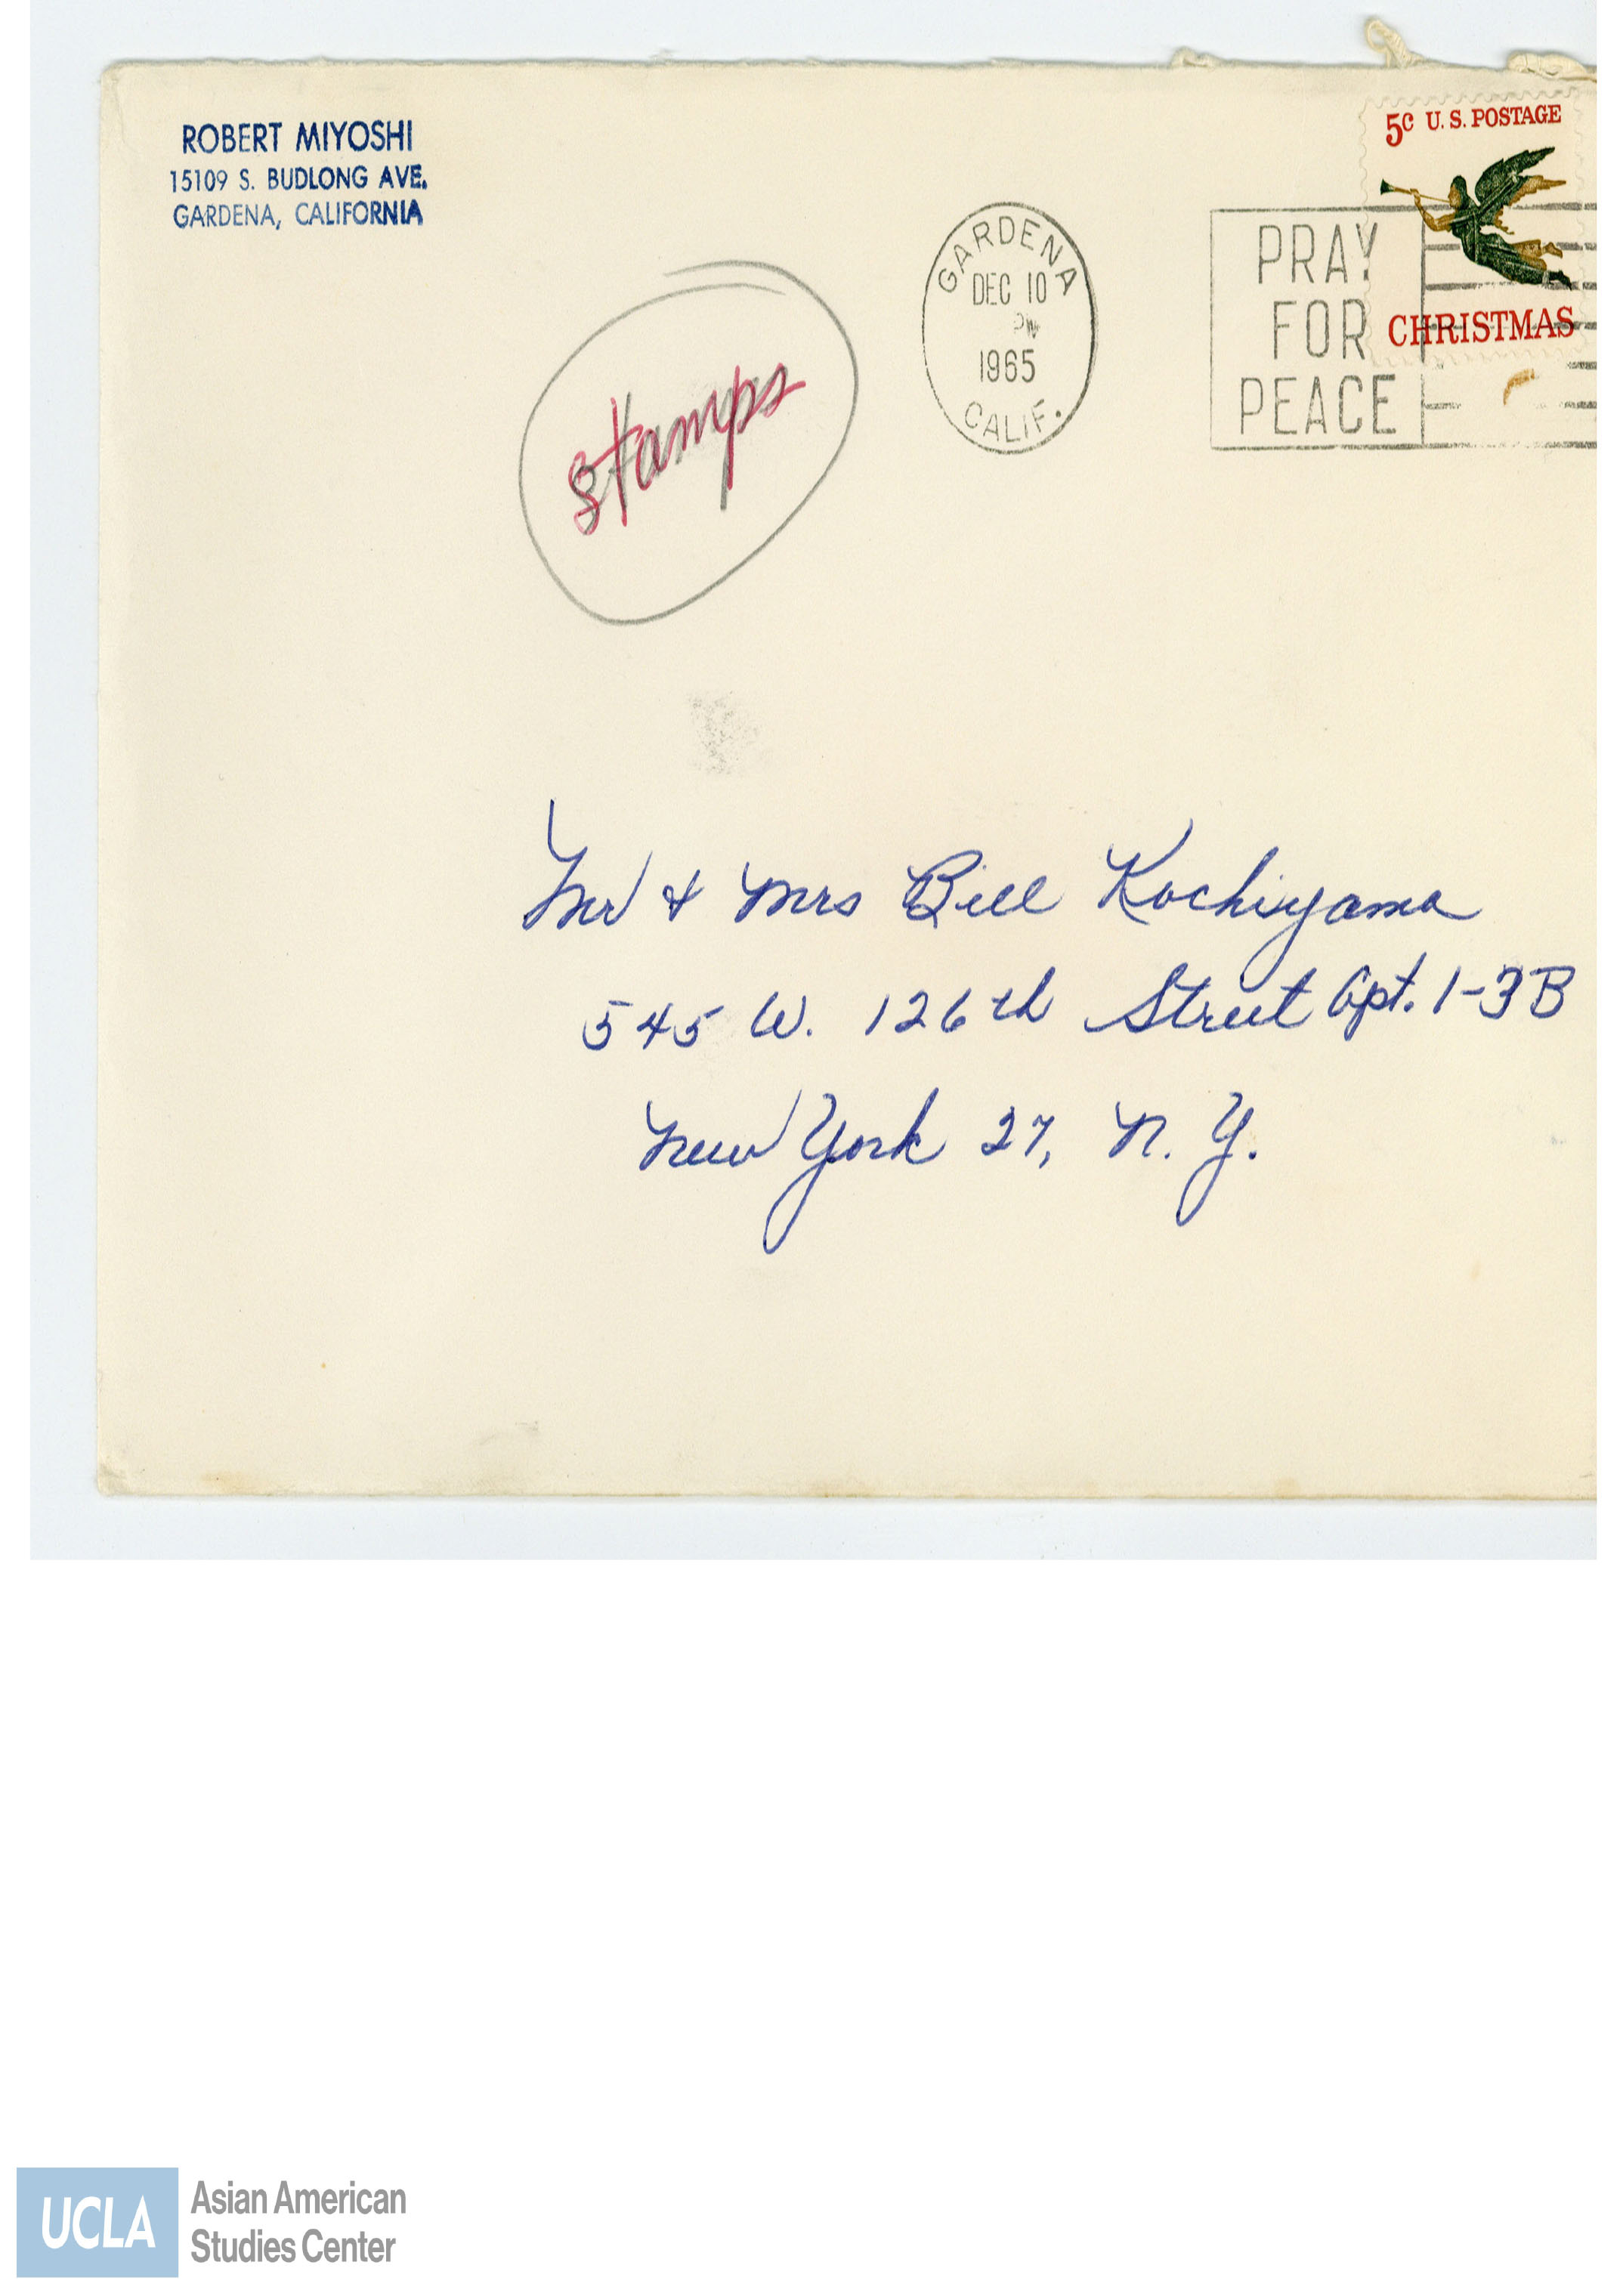 ROBERT MIYOSHI
15109 S. BUDLONG AVE.
GARDENA, CALIFORNIA
5c U.S. POSTAGE
CHRISTMAS
GARDENA
DEC 10
PM
1965
CALIF.
PRAY
FOR
PEACE
stamps
Mr & Mrs Bill Kochiyama
545 W. 126th Street Apt. 1-3B
New York 27, N. Y.
UCLA
Asian American
Studies Center